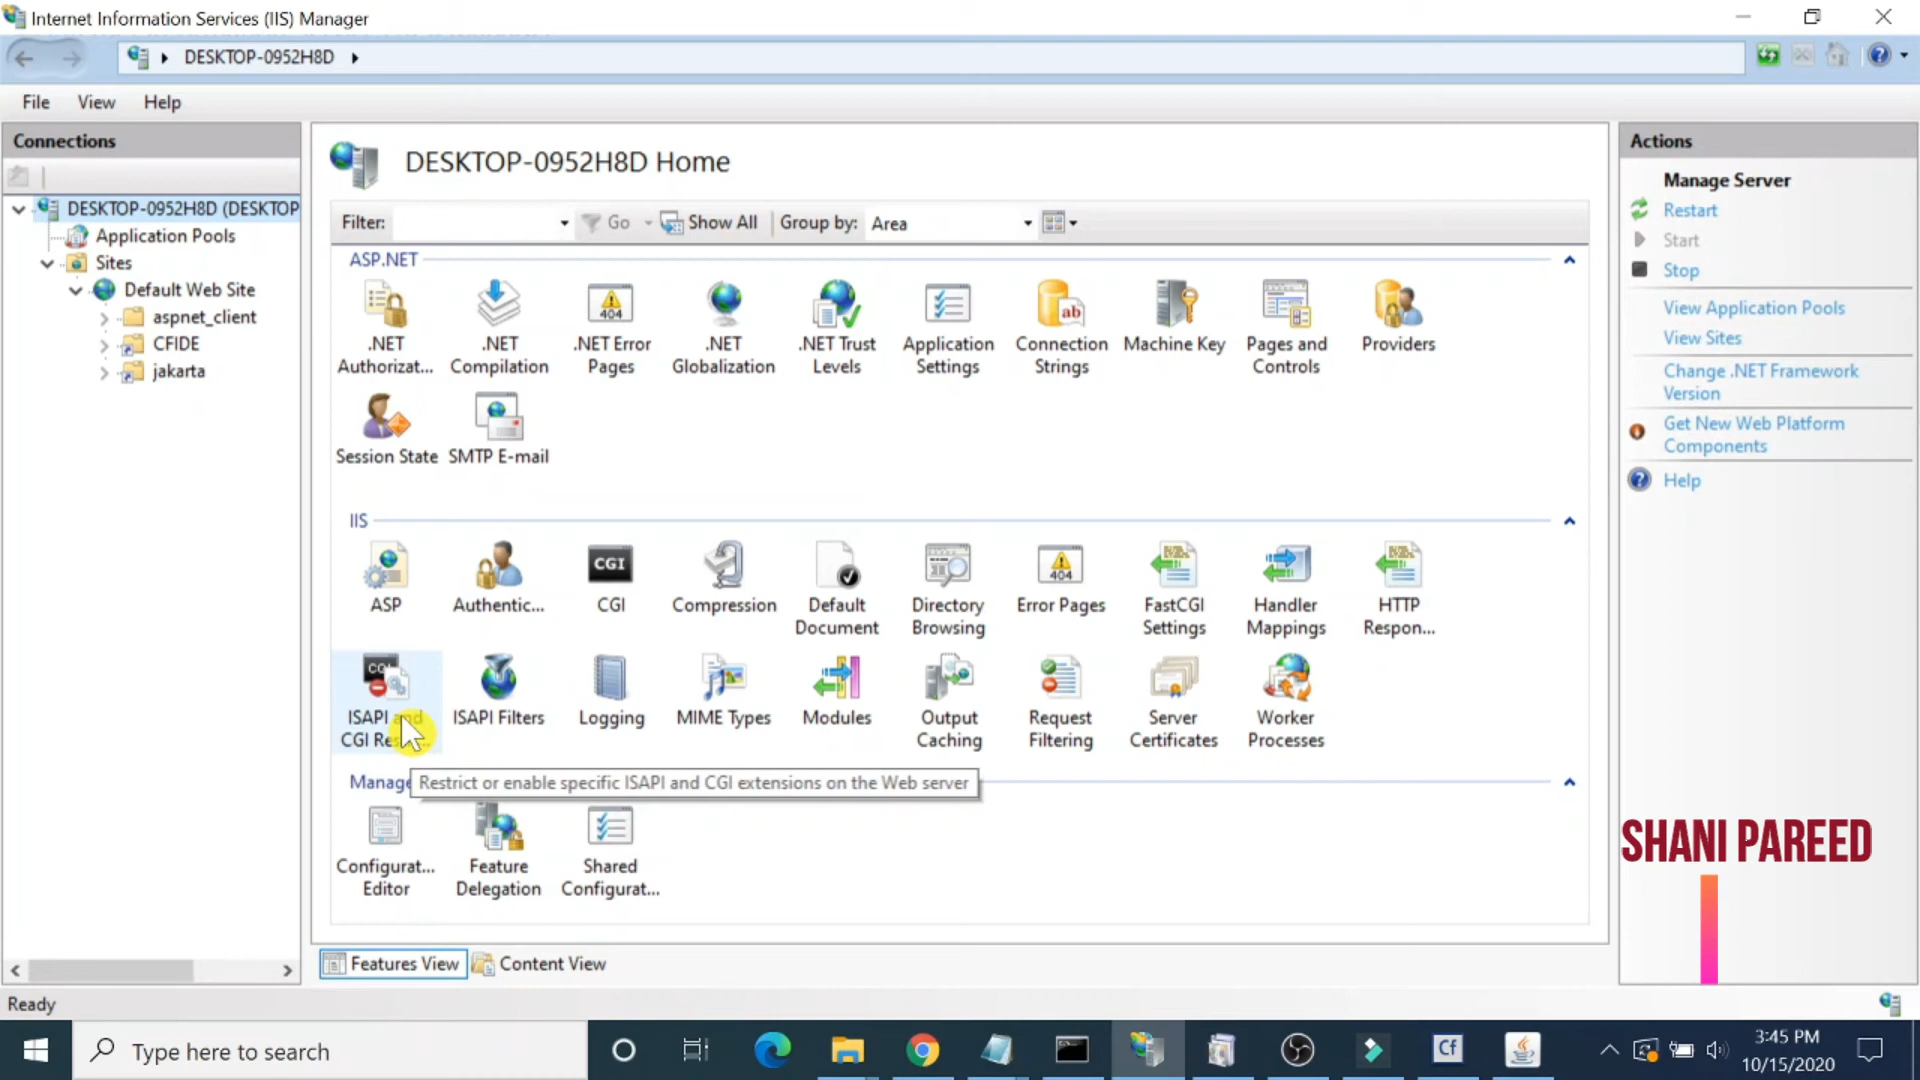 Internet Information Services (IIS) Manager
DESKTOP-0952H8D
File View Help
Connections
DESKTOP-0952H8D (DESKTOP
Application Pools
Sites
Default Web Site
aspnet_client
CFIDE
jakarta
DESKTOP-0952H8D Home
Filter: Go Show All Group by: Area
ASP.NET
.NET Authorizat...
.NET Compilation
.NET Error Pages
.NET Globalization
.NET Trust Levels
Application Settings
Connection Strings
Machine Key
Pages and Controls
Providers
Session State
SMTP E-mail
IIS
ASP
Authentic...
CGI
Compression
Default Document
Directory Browsing
Error Pages
FastCGI Settings
Handler Mappings
HTTP Respon...
ISAPI and CGI
ISAPI Filters
Logging
MIME Types
Modules
Output Caching
Request Filtering
Server Certificates
Worker Processes
Manage
Restrict or enable specific ISAPI and CGI extensions on the Web server
Configurat... Editor
Feature Delegation
Shared Configurat...
Features View
Content View
Actions
Manage Server
Restart
Start
Stop
View Application Pools
View Sites
Change .NET Framework
Version
Get New Web Platform
Components
Help
SHANI PAREED
Ready
Type here to search
Cf
3:45 PM
10/15/2020